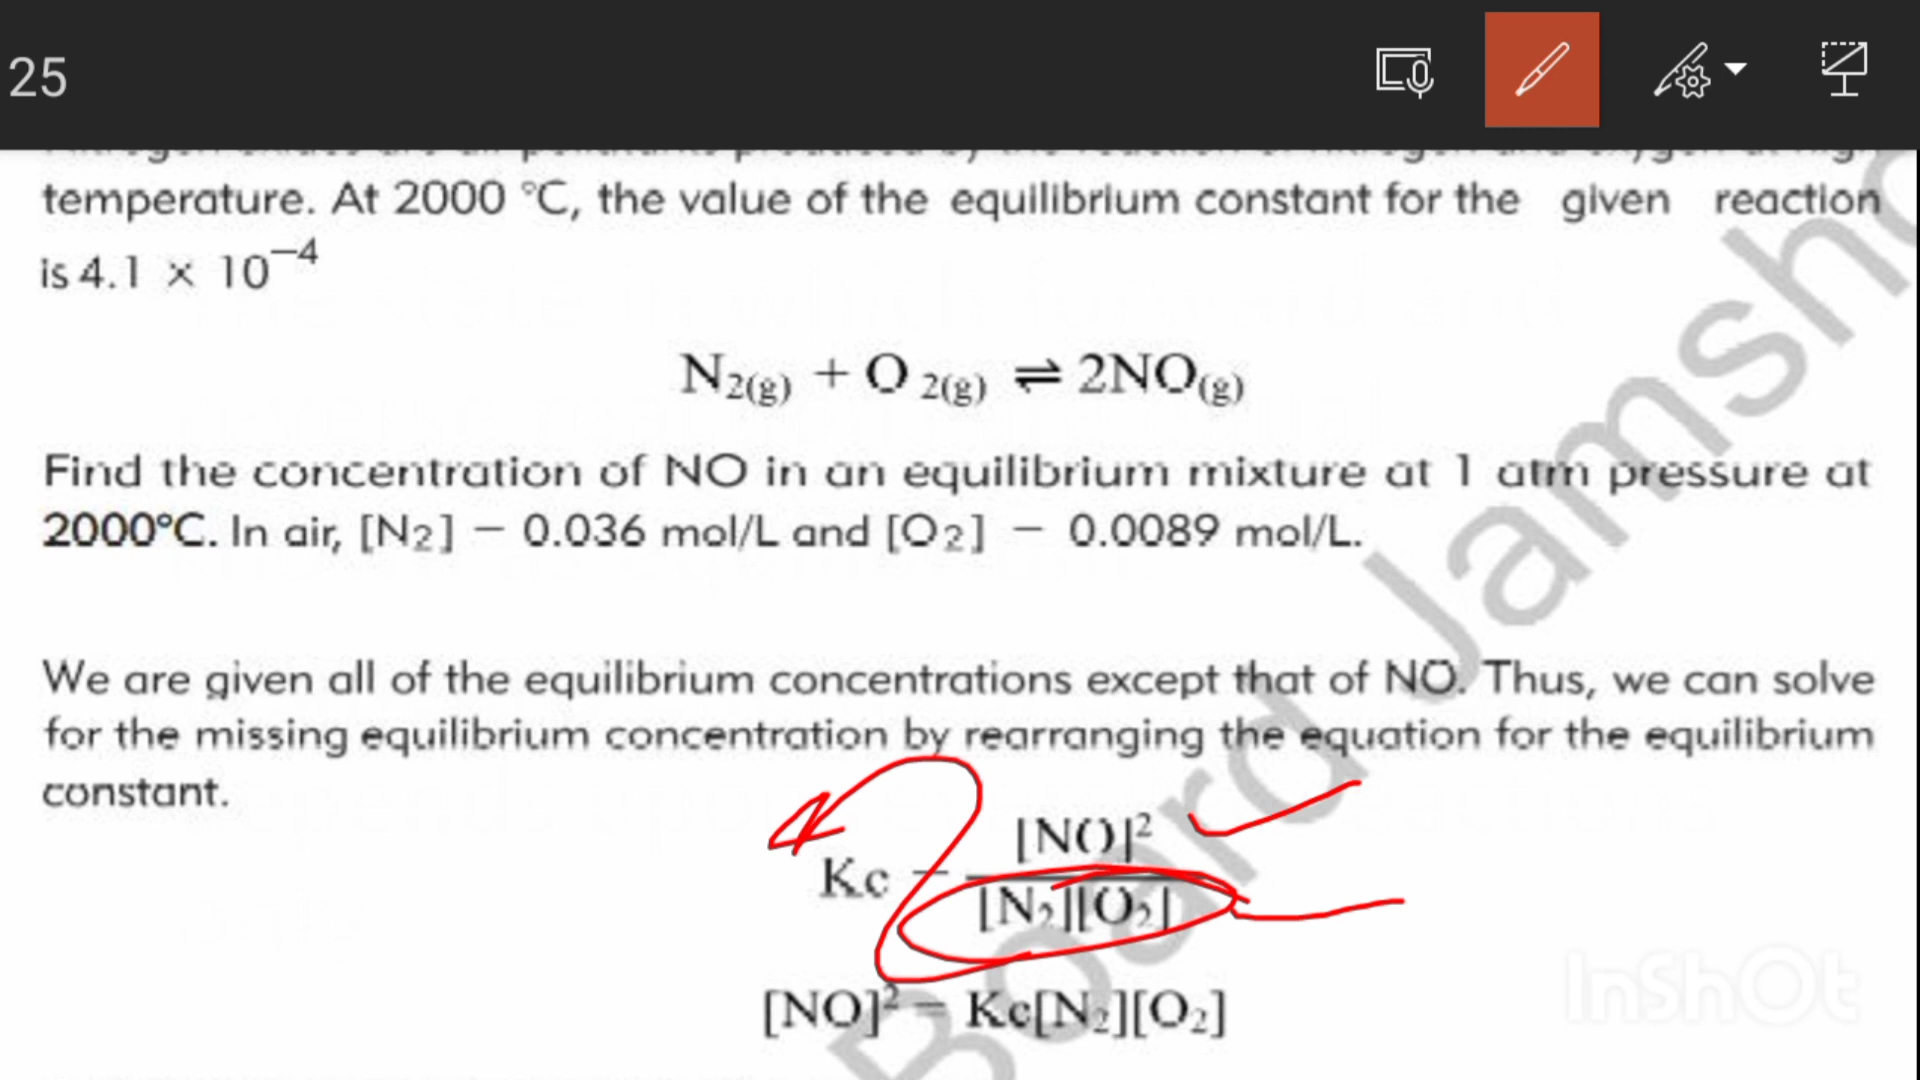 25
temperature. At 2000 °C, the value of the equilibrium constant for the given reaction
is 4.1 × 10⁻⁴
N₂(g) + O ₂(g) ⇌ 2NO(g)
Find the concentration of NO in an equilibrium mixture at 1 atm pressure at
2000°C. In air, [N₂] – 0.036 mol/L and [O₂] – 0.0089 mol/L.
We are given all of the equilibrium concentrations except that of NO. Thus, we can solve
for the missing equilibrium concentration by rearranging the equation for the equilibrium
constant.
Kc = [NO]² / [N₂][O₂]
[NO]² = Kc[N₂][O₂]
Board Jamsho
InShOt